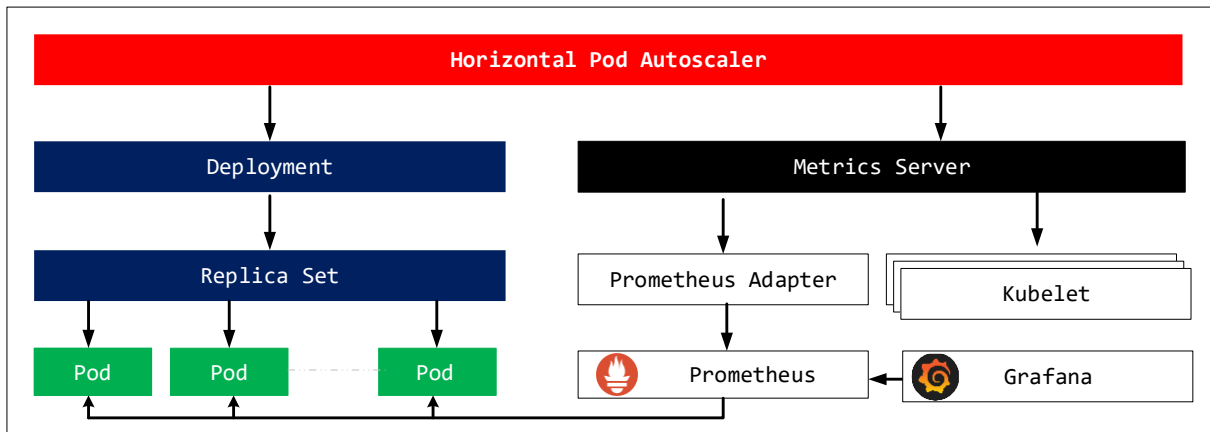 Horizontal Pod Autoscaler
Deployment
Metrics Server
Replica Set
Prometheus Adapter
Kubelet
Pod
Pod
Pod
Prometheus
Grafana